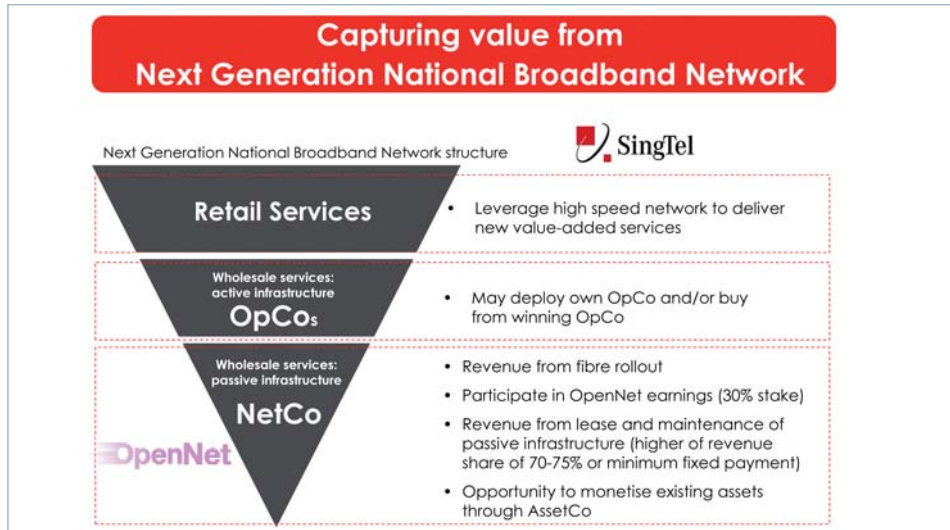 Capturing value from
Next Generation National Broadband Network
Next Generation National Broadband Network structure
SingTel
Retail Services
• Leverage high speed network to deliver
new value-added services
Wholesale services:
active infrastructure
OpCos
• May deploy own OpCo and/or buy
from winning OpCo
Wholesale services:
passive infrastructure
NetCo
OpenNet
• Revenue from fibre rollout
• Participate in OpenNet earnings (30% stake)
• Revenue from lease and maintenance of
passive infrastructure (higher of revenue
share of 70-75% or minimum fixed payment)
• Opportunity to monetise existing assets
through AssetCo